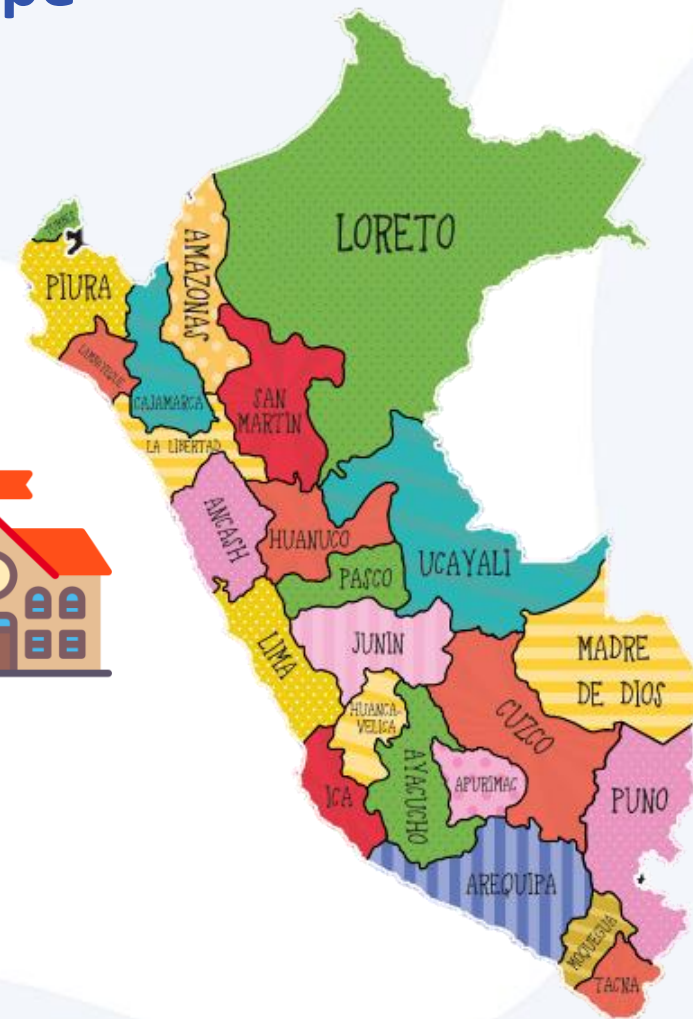 LORETO
TUMBES
AMAZONAS
PIURA
LAMBAYEQUE
CAJAMARCA
SAN
MARTIN
LA LIBERTAD
ANCASH
HUANUCO
UCAYALI
PASCO
JUNIN
LIMA
MADRE
DE DIOS
HUANCA-
VELICA
CUZCO
AYACUCHO
APURIMAC
ICA
PUNO
AREQUIPA
MOQUEGUA
TACNA